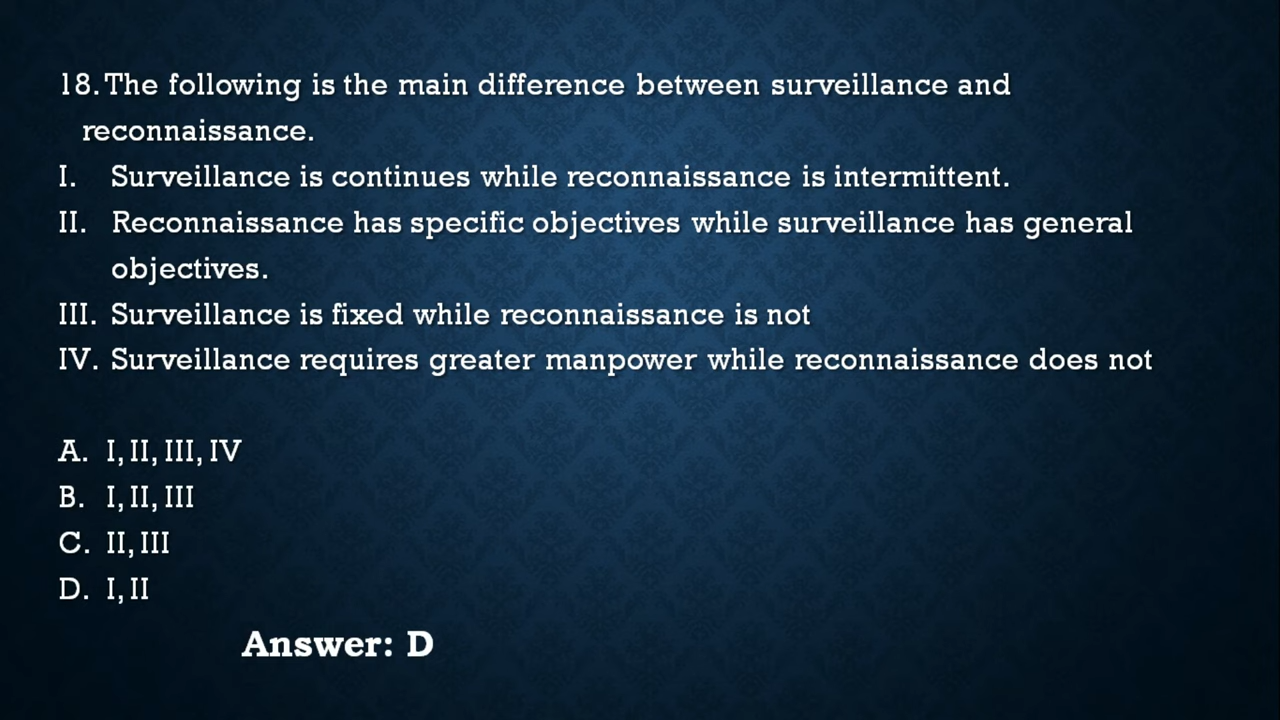 18. The following is the main difference between surveillance and
reconnaissance.
I. Surveillance is continues while reconnaissance is intermittent.
II. Reconnaissance has specific objectives while surveillance has general
objectives.
III. Surveillance is fixed while reconnaissance is not
IV. Surveillance requires greater manpower while reconnaissance does not
A. I, II, III, IV
B. I, II, III
C. II, III
D. I, II
Answer: D